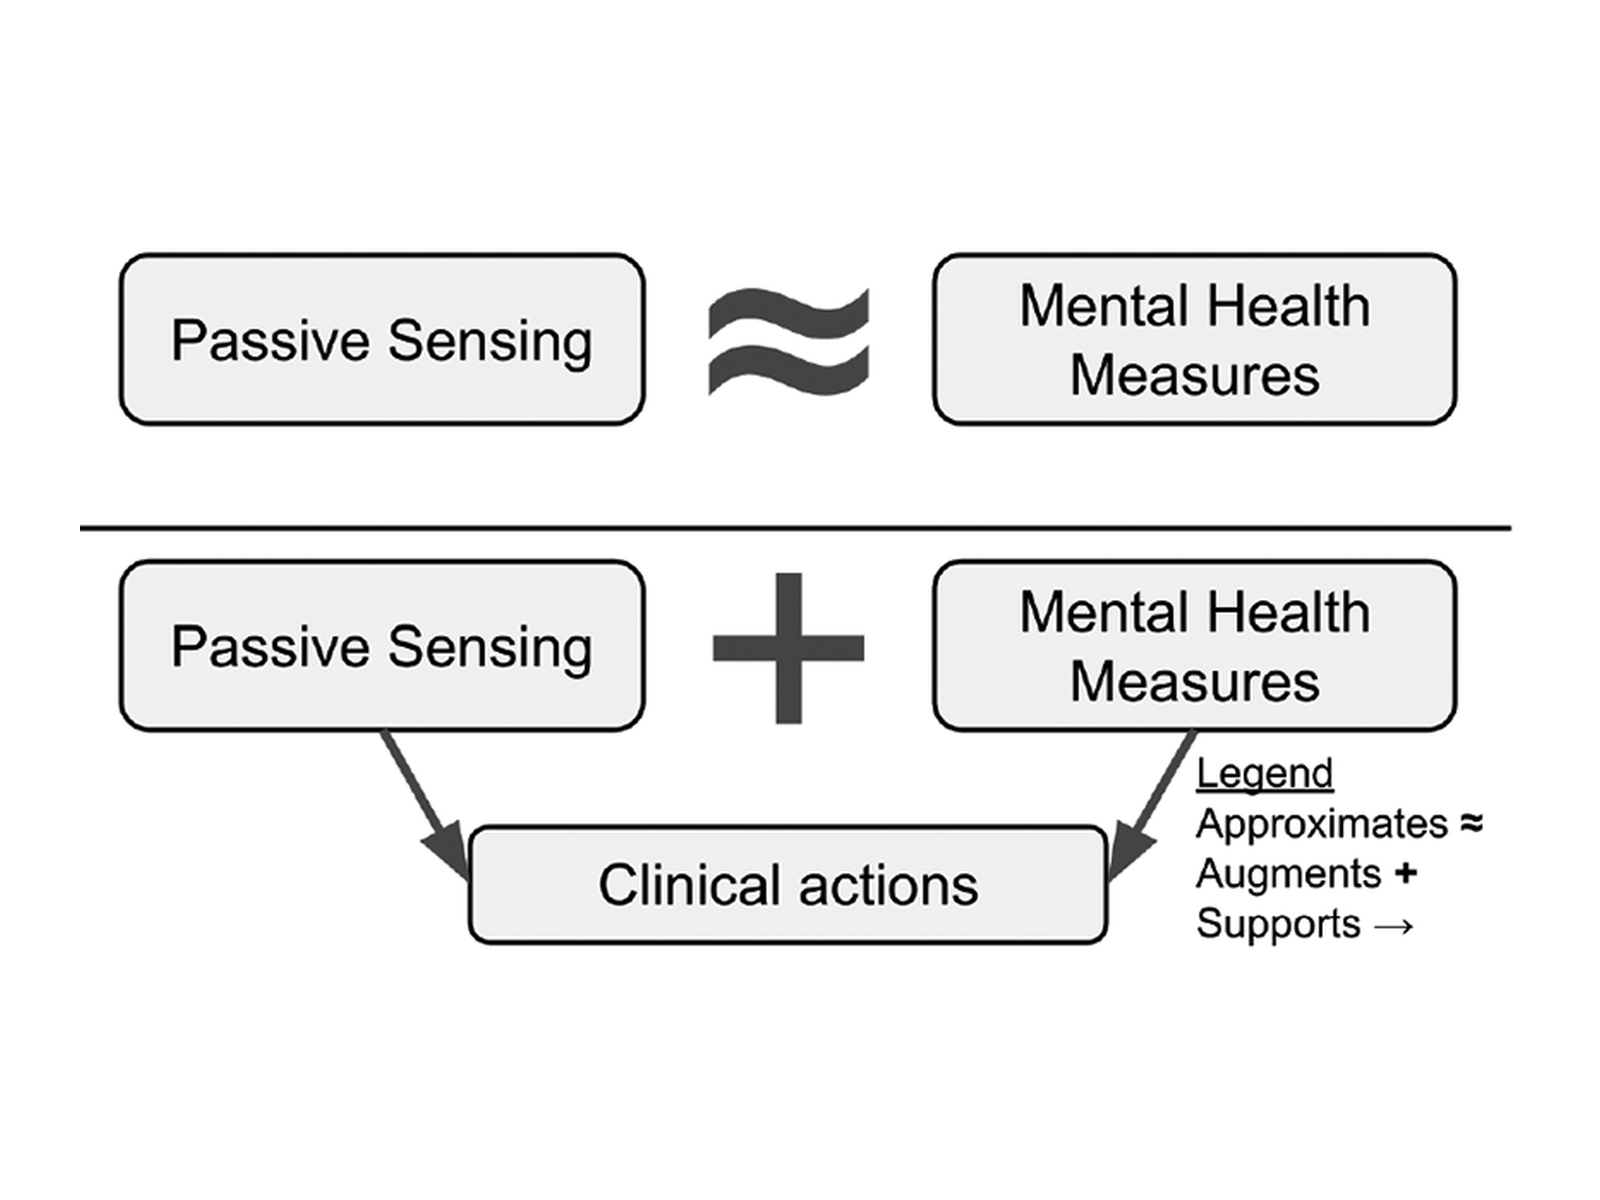 Passive Sensing
≈
Mental Health
Measures
Passive Sensing
+
Mental Health
Measures
Clinical actions
Legend
Approximates ≈
Augments +
Supports →